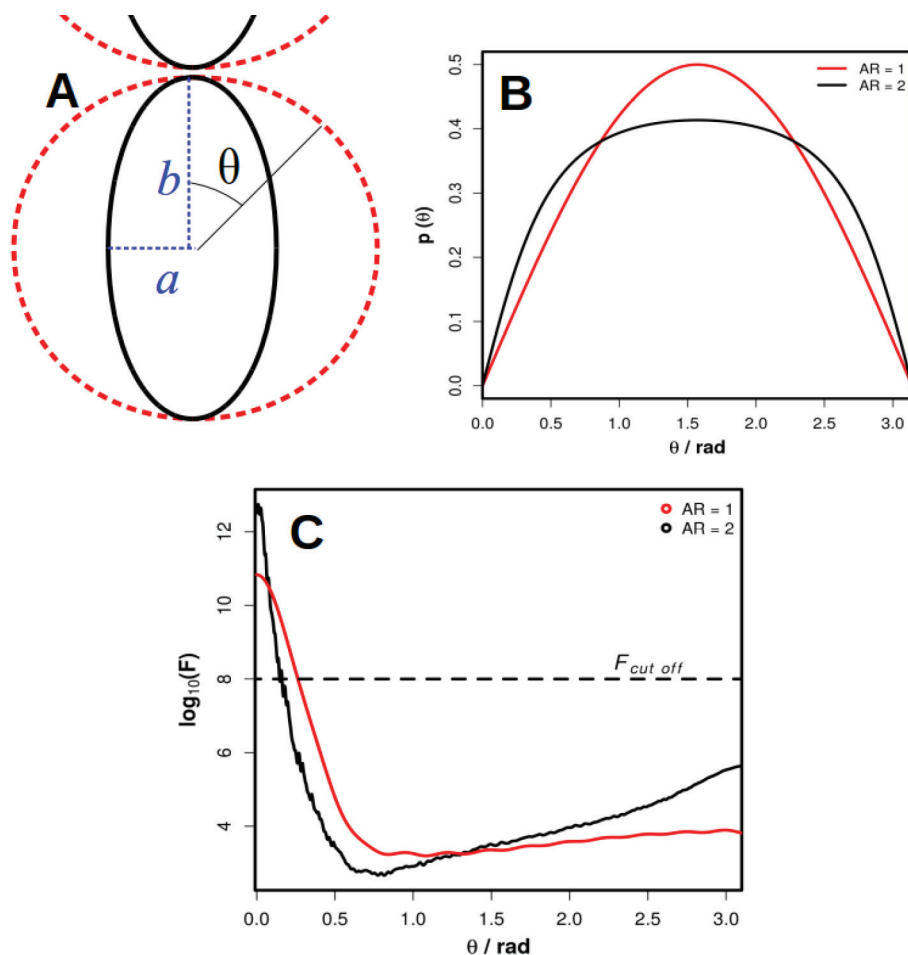 A
b
θ
a
B
AR = 1
AR = 2
0.5
0.4
0.3
0.1
0.0
p (θ)
0.0 0.5 1.0 1.5 2.0 2.5 3.0
θ / rad
C
AR = 1
AR = 2
12
10
8
6
4
log10(F)
F cut off
0.0 0.5 1.0 1.5 2.0 2.5 3.0
θ / rad